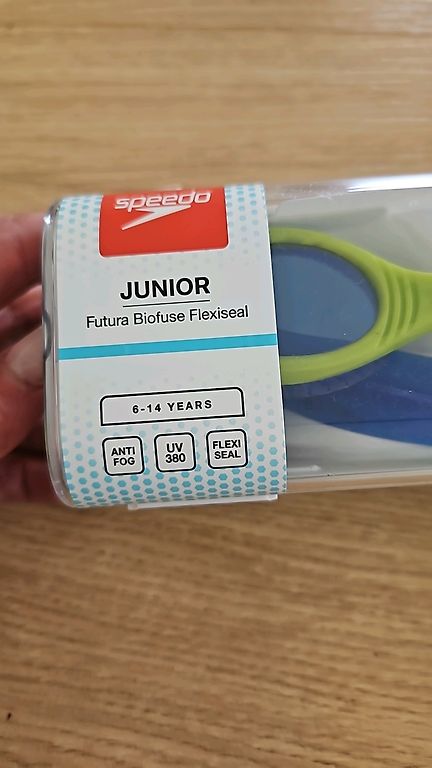 speedo
JUNIOR
Futura Biofuse Flexiseal
6-14 YEARS
ANTI FOG
UV 380
FLEXI SEAL